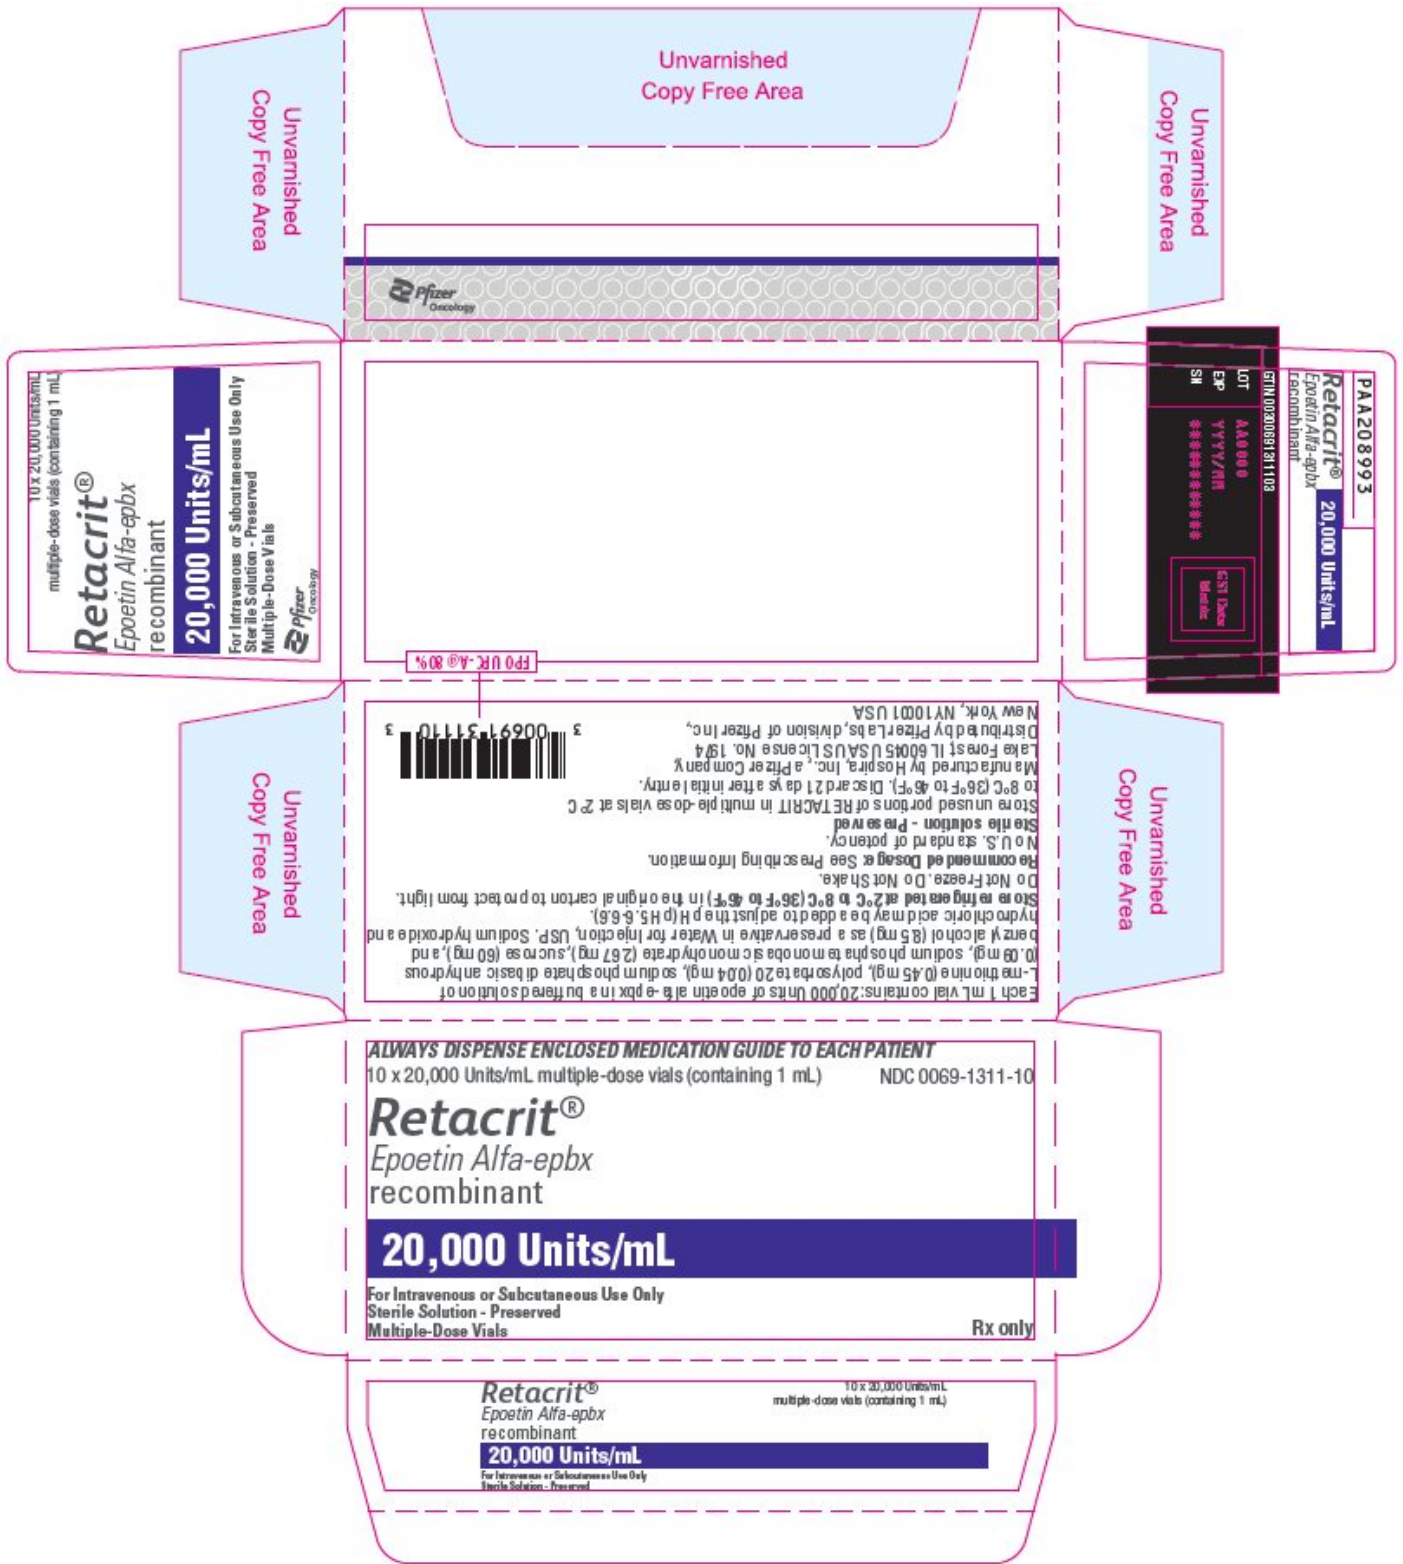 Unvarnished
Copy Free Area
Unvarnished
Copy Free Area
Unvarnished
Copy Free Area
Pfizer
Oncology
10 x 20,000 Units/mL
multiple-dose vials (containing 1 mL)
Retacrit®
Epoetin Alfa-epbx
recombinant
20,000 Units/mL
For Intravenous or Subcutaneous Use Only
Sterile Solution - Preserved
Multiple-Dose Vials
Pfizer
Oncology
PAA208993
Retacrit®
Epoetin Alfa-epbx
recombinant
20,000 Units/mL
GTIN 00300691311103
LOT AA0000
EXP YYYY/MM
SN ************
GS1 Data
Matrix
FPO UPC-A @ 80%
Unvarnished
Copy Free Area
Unvarnished
Copy Free Area
Each 1 mL vial contains: 20,000 Units of epoetin alfa-epbx in a buffered solution of
L-methionine (0.45 mg), polysorbate 20 (0.04 mg), sodium phosphate dibasic anhydrous
(0.09 mg), sodium phosphate monobasic monohydrate (2.67 mg), sucrose (60 mg), and
benzyl alcohol (8.5 mg) as a preservative in Water for Injection, USP. Sodium hydroxide and
hydrochloric acid may be added to adjust the pH (pH 5.6-6.6).
Store refrigerated at 2°C to 8°C (36°F to 46°F) in the original carton to protect from light.
Do Not Freeze. Do Not Shake.
Recommended Dosage: See Prescribing Information.
No U.S. standard of potency.
Sterile solution - Preserved
Store unused portions of RETACRIT in multiple-dose vials at 2°C
to 8°C (36°F to 46°F). Discard 21 days after initial entry.
Manufactured by Hospira, Inc., a Pfizer Company
Lake Forest, IL 60045 USA US License No. 1974
Distributed by Pfizer Labs, division of Pfizer Inc,
New York, NY 10001 USA
3 00691-31110 3
ALWAYS DISPENSE ENCLOSED MEDICATION GUIDE TO EACH PATIENT
10 x 20,000 Units/mL multiple-dose vials (containing 1 mL) NDC 0069-1311-10
Retacrit®
Epoetin Alfa-epbx
recombinant
20,000 Units/mL
For Intravenous or Subcutaneous Use Only
Sterile Solution - Preserved
Multiple-Dose Vials Rx only
Retacrit® 10 x 20,000 Units/mL
Epoetin Alfa-epbx multiple-dose vials (containing 1 mL)
recombinant
20,000 Units/mL
For Intravenous or Subcutaneous Use Only
Sterile Solution - Preserved